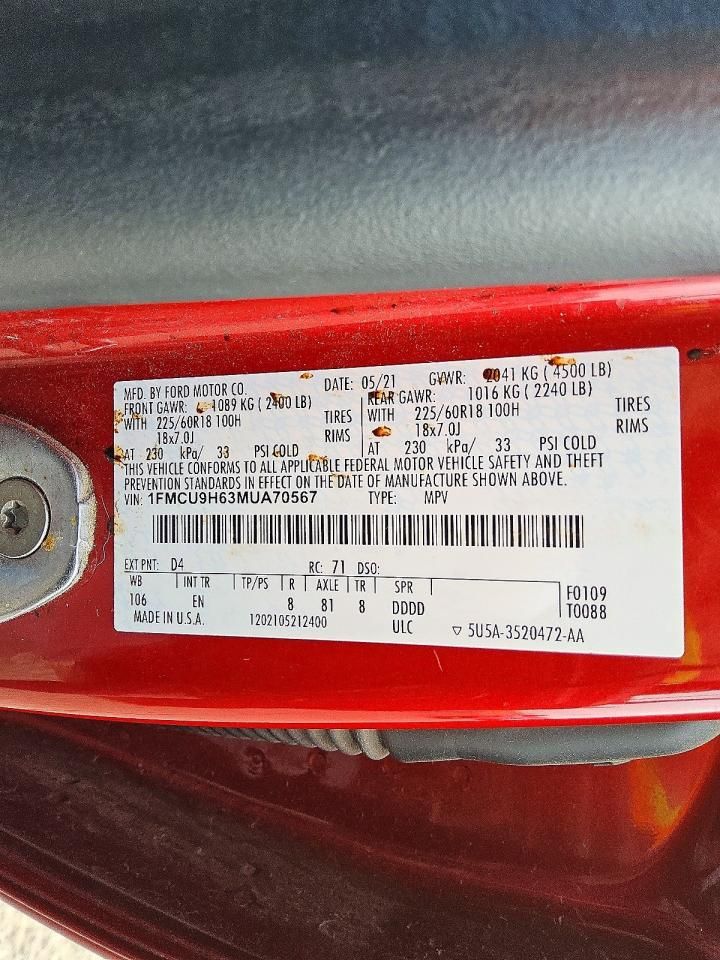 MFD. BY FORD MOTOR CO. DATE: 05/21 GVWR: 2041 KG ( 4500 LB)
FRONT GAWR: 1089 KG ( 2400 LB) REAR GAWR: 1016 KG ( 2240 LB)
WITH 225/60R18 100H TIRES WITH 225/60R18 100H TIRES
18x7.0J RIMS 18x7.0J RIMS
AT 230 kPa/ 33 PSI COLD AT 230 kPa/ 33 PSI COLD
THIS VEHICLE CONFORMS TO ALL APPLICABLE FEDERAL MOTOR VEHICLE SAFETY AND THEFT
PREVENTION STANDARDS IN EFFECT ON THE DATE OF MANUFACTURE SHOWN ABOVE.
VIN: 1FMCU9H63MUA70567 TYPE: MPV
EXT PNT: D4 RC: 71 DSO:
WB INT TR TP/PS R AXLE TR SPR F0109
106 EN 8 81 8 DDDD T0088
MADE IN U.S.A. 1202105212400 ULC ▽ 5U5A-3520472-AA